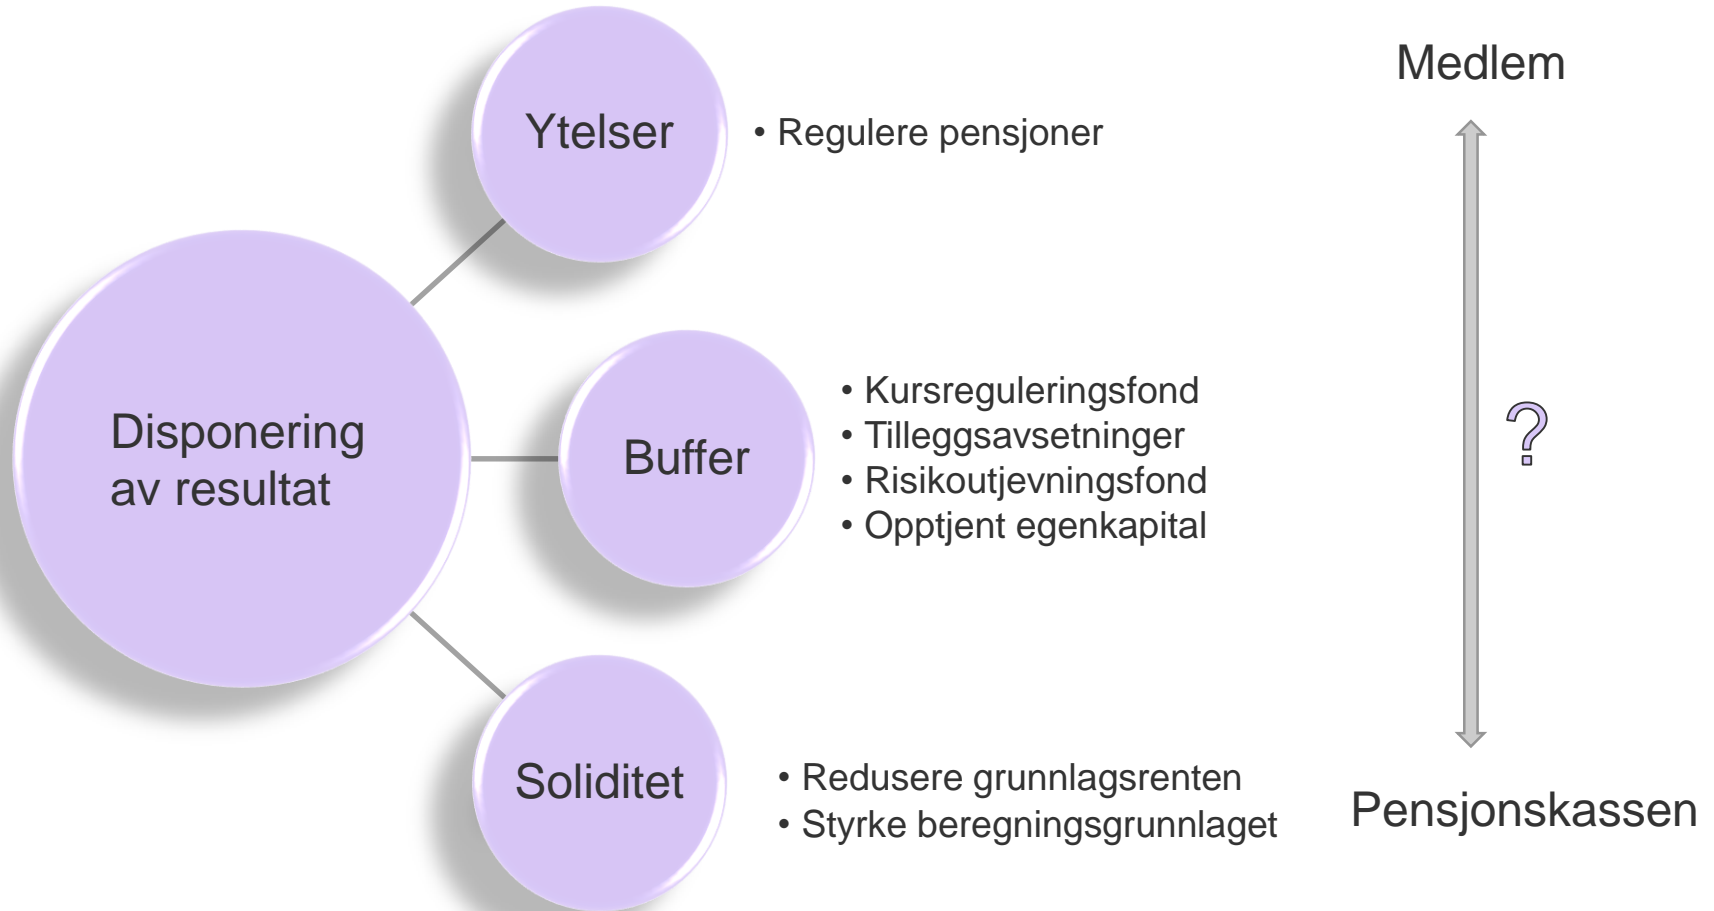 Ytelser
• Regulere pensjoner
Disponering
av resultat
Buffer
• Kursreguleringsfond
• Tilleggsavsetninger
• Risikoutjevningsfond
• Opptjent egenkapital
Soliditet
• Redusere grunnlagsrenten
• Styrke beregningsgrunnlaget
Medlem
?
Pensjonskassen